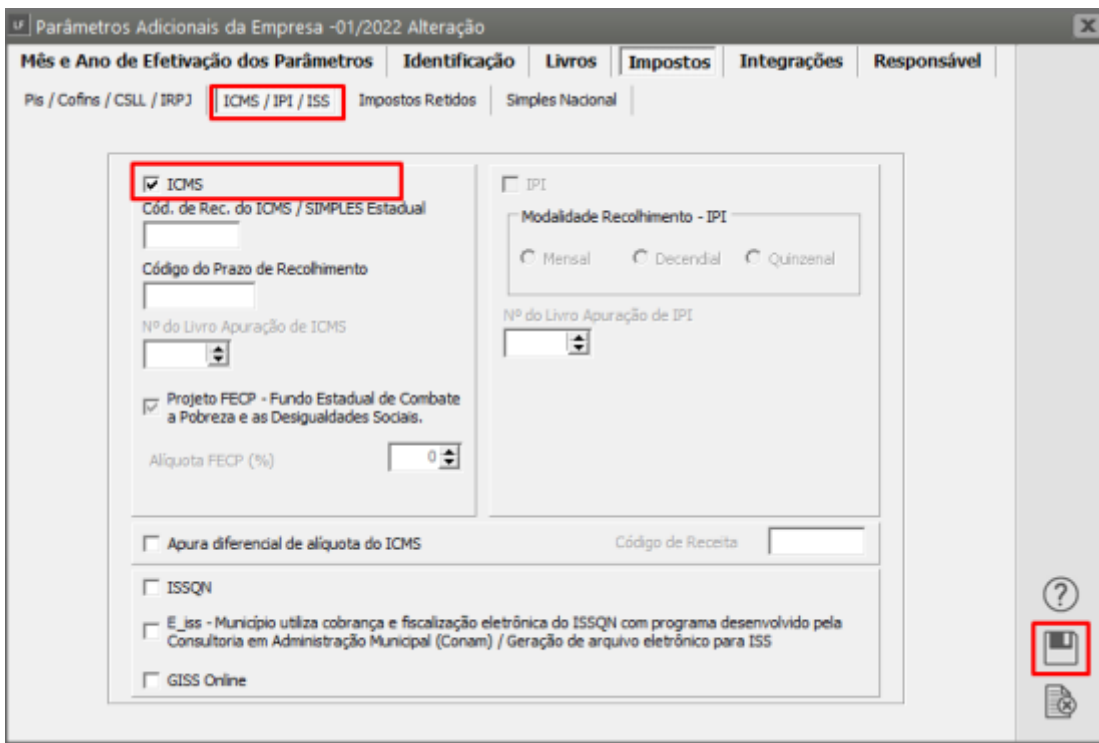 LF Parâmetros Adicionais da Empresa -01/2022 Alteração
Mês e Ano de Efetivação dos Parâmetros Identificação Livros Impostos Integrações Responsável
Pis / Cofins / CSLL / IRPJ ICMS / IPI / ISS Impostos Retidos Simples Nacional
ICMS
Cód. de Rec. do ICMS / SIMPLES Estadual
Código do Prazo de Recolhimento
Nº do Livro Apuração de ICMS
Projeto FECP - Fundo Estadual de Combate
a Pobreza e as Desigualdades Sociais.
Alíquota FECP (%) 0
IPI
Modalidade Recolhimento - IPI
Mensal Decendial Quinzenal
Nº do Livro Apuração de IPI
Apura diferencial de alíquota do ICMS Código de Receita
ISSQN
E_iss - Município utiliza cobrança e fiscalização eletrônica do ISSQN com programa desenvolvido pela
Consultoria em Administração Municipal (Conam) / Geração de arquivo eletrônico para ISS
GISS Online